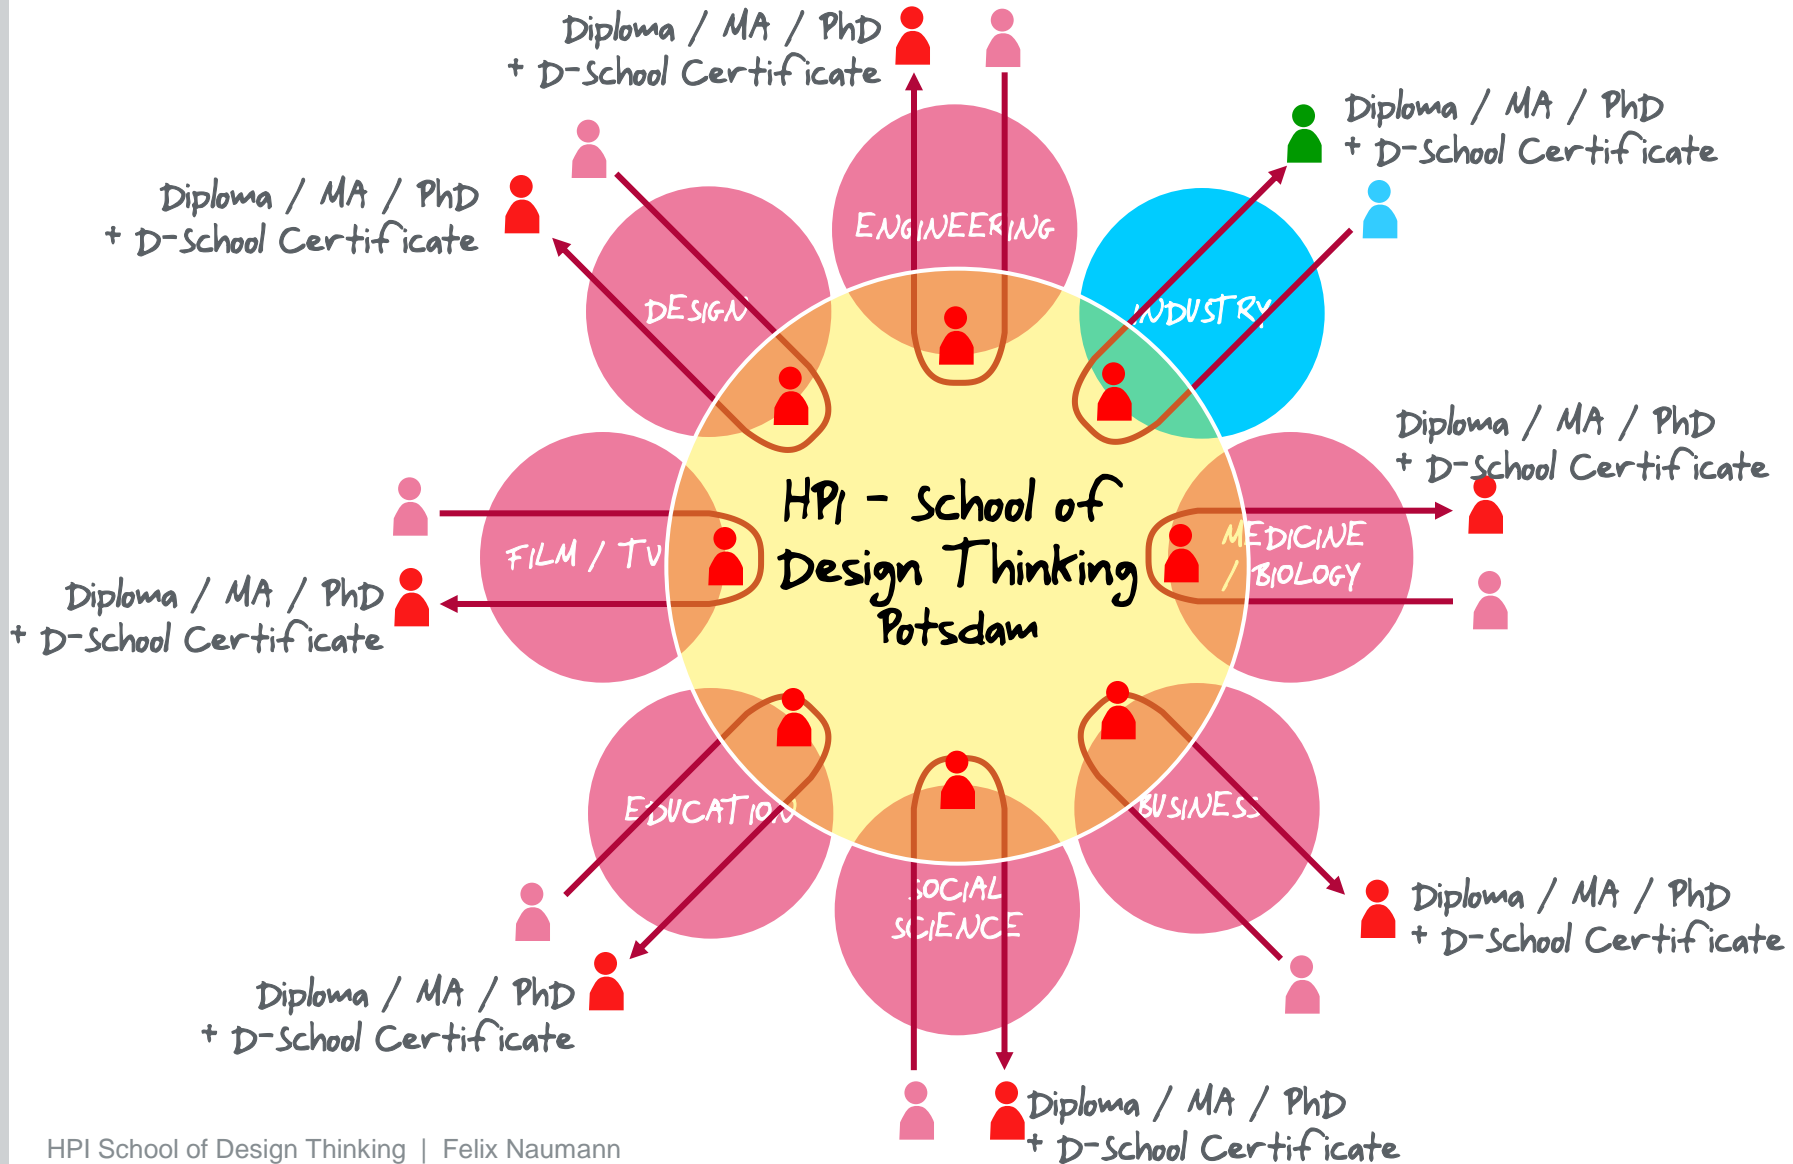 Diploma / MA / PhD
+ D-School Certificate
Diploma / MA / PhD
+ D-School Certificate
Diploma / MA / PhD
+ D-School Certificate
ENGINEERING
DESIGN
INDUSTRY
Diploma / MA / PhD
+ D-School Certificate
HPI - School of
Design Thinking
Potsdam
FILM / TV
MEDICINE
/ BIOLOGY
Diploma / MA / PhD
+ D-School Certificate
EDUCATION
BUSINESS
SOCIAL
SCIENCE
Diploma / MA / PhD
+ D-School Certificate
Diploma / MA / PhD
+ D-School Certificate
Diploma / MA / PhD
+ D-School Certificate
HPI School of Design Thinking | Felix Naumann